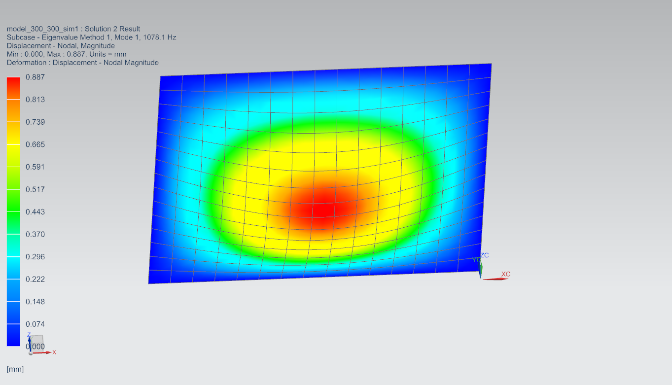 model_300_300_sim1 : Solution 2 Result
Subcase - Eigenvalue Method 1, Mode 1, 1078.1 Hz
Displacement - Nodal, Magnitude
Min : 0.000, Max : 0.887, Units = mm
Deformation : Displacement - Nodal Magnitude
0.887
0.813
0.739
0.665
0.591
0.517
0.443
0.370
0.296
0.222
0.148
0.074
0.000
[mm]
XC
X